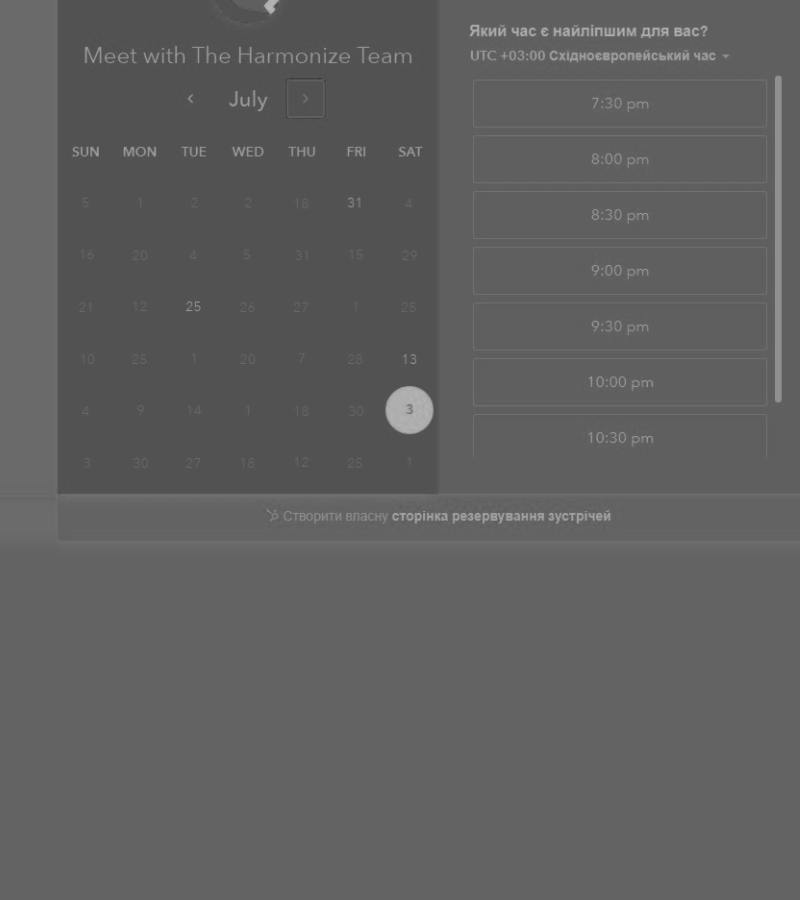 Meet with The Harmonize Team
July
SUN MON TUE WED THU FRI SAT
5 1 2 2 18 31 4
16 20 4 5 31 15 29
21 12 25 26 27 1 25
10 25 1 20 7 28 13
4 9 14 1 18 30 3
3 30 27 18 12 25 1
Який час є найліпшим для вас?
UTC +03:00 Східноєвропейський час
7:30 pm
8:00 pm
8:30 pm
9:00 pm
9:30 pm
10:00 pm
10:30 pm
Створити власну сторінка резервування зустрічей